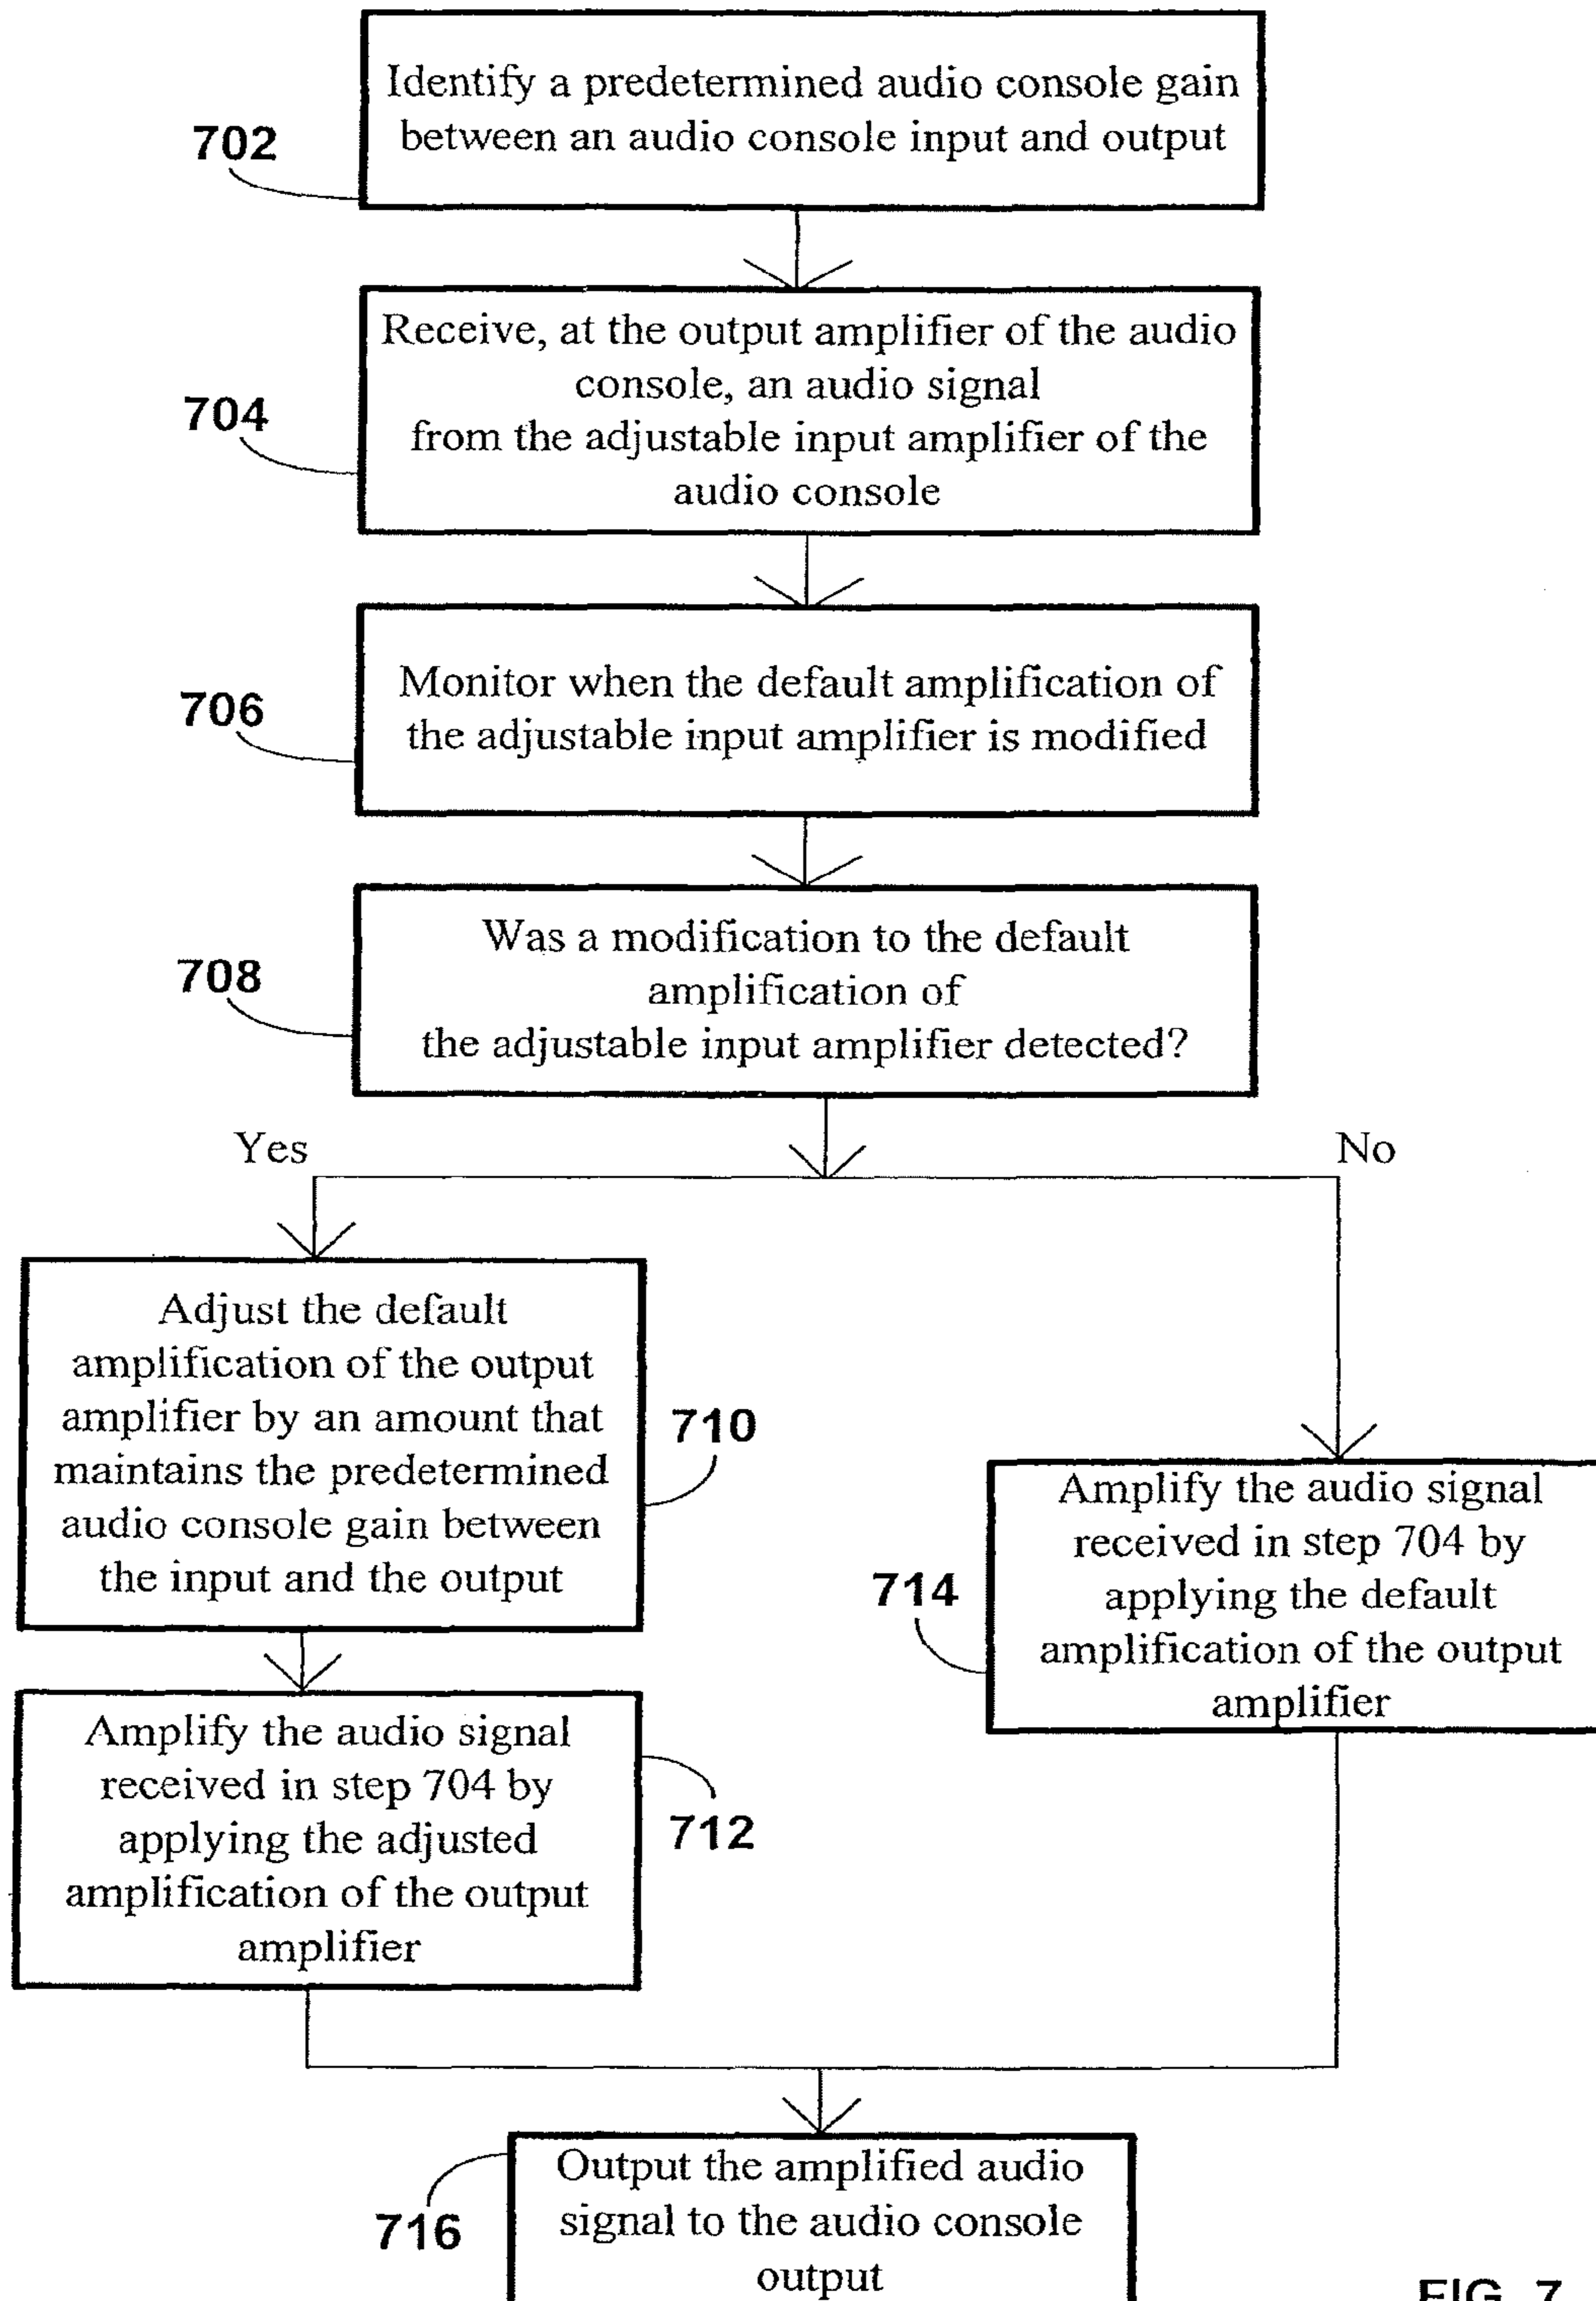 Identify a predetermined audio console gain
between an audio console input and output
702
Receive, at the output amplifier of the audio
console, an audio signal
from the adjustable input amplifier of the
audio console
704
Monitor when the default amplification of
the adjustable input amplifier is modified
706
Was a modification to the default
amplification of
the adjustable input amplifier detected?
708
Yes
No
Adjust the default
amplification of the output
amplifier by an amount that
maintains the predetermined
audio console gain between
the input and the output
710
Amplify the audio signal
received in step 704 by
applying the default
amplification of the output
amplifier
714
Amplify the audio signal
received in step 704 by
applying the adjusted
amplification of the output
amplifier
712
Output the amplified audio
signal to the audio console
output
716
FIG. 7